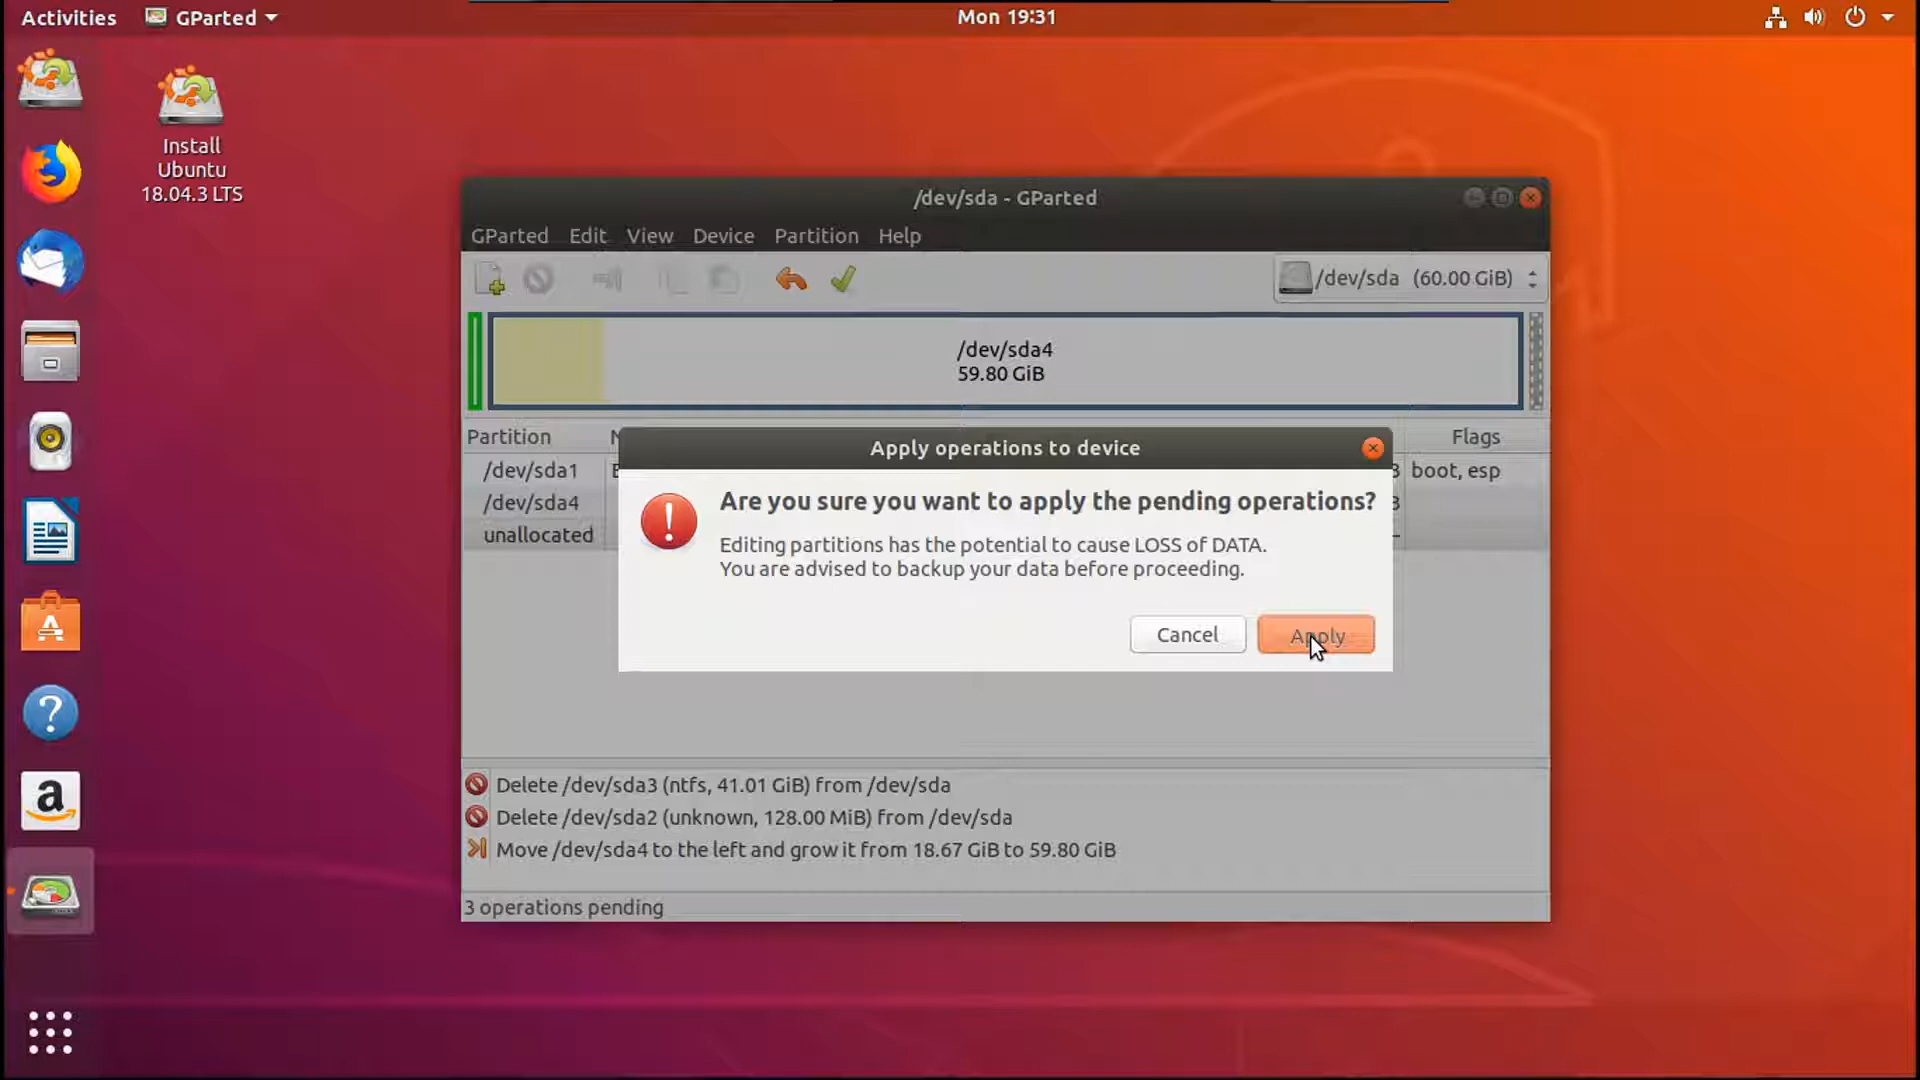 Activities GParted Mon 19:31
Install
Ubuntu
18.04.3 LTS
/dev/sda - GParted
GParted Edit View Device Partition Help
/dev/sda (60.00 GiB)
/dev/sda4
59.80 GiB
Partition Flags
/dev/sda1 boot, esp
/dev/sda4
unallocated
Apply operations to device
Are you sure you want to apply the pending operations?
Editing partitions has the potential to cause LOSS of DATA.
You are advised to backup your data before proceeding.
Cancel Apply
Delete /dev/sda3 (ntfs, 41.01 GiB) from /dev/sda
Delete /dev/sda2 (unknown, 128.00 MiB) from /dev/sda
Move /dev/sda4 to the left and grow it from 18.67 GiB to 59.80 GiB
3 operations pending